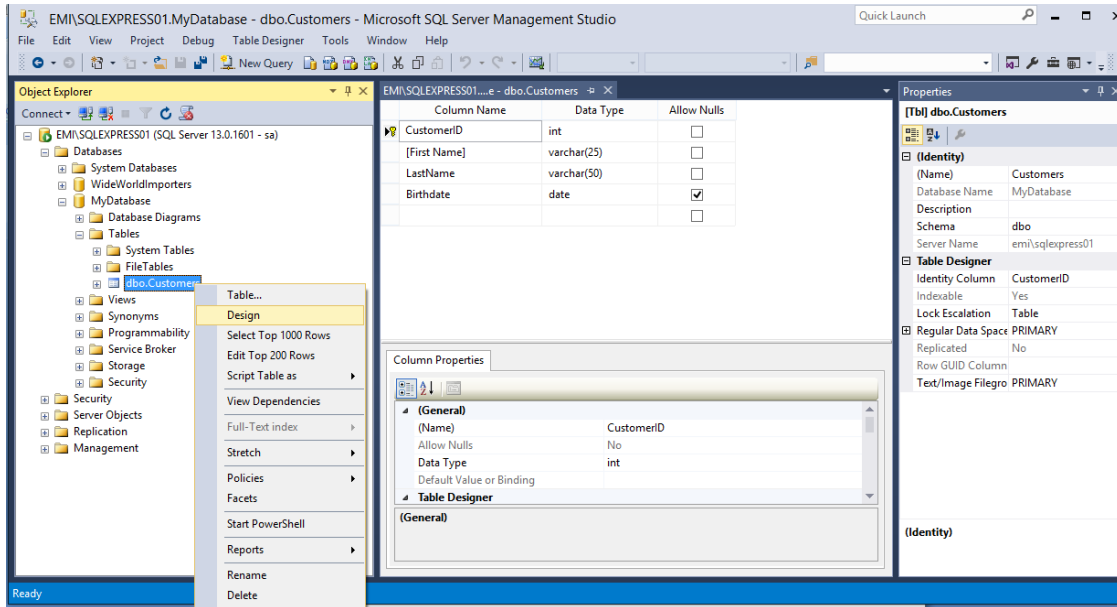 EMI\SQLEXPRESS01.MyDatabase - dbo.Customers - Microsoft SQL Server Management Studio
Quick Launch
File Edit View Project Debug Table Designer Tools Window Help
New Query
Object Explorer
Connect
EMI\SQLEXPRESS01 (SQL Server 13.0.1601 - sa)
Databases
System Databases
WideWorldImporters
MyDatabase
Database Diagrams
Tables
System Tables
FileTables
dbo.Customers
Views
Synonyms
Programmability
Service Broker
Storage
Security
Security
Server Objects
Replication
Management
Table...
Design
Select Top 1000 Rows
Edit Top 200 Rows
Script Table as
View Dependencies
Full-Text index
Stretch
Policies
Facets
Start PowerShell
Reports
Rename
Delete
EMI\SQLEXPRESS01....e - dbo.Customers
Column Name Data Type Allow Nulls
CustomerID int
[First Name] varchar(25)
LastName varchar(50)
Birthdate date
Column Properties
(General)
(Name) CustomerID
Allow Nulls No
Data Type int
Default Value or Binding
Table Designer
(General)
Properties
[Tbl] dbo.Customers
(Identity)
(Name) Customers
Database Name MyDatabase
Description
Schema dbo
Server Name emi\sqlexpress01
Table Designer
Identity Column CustomerID
Indexable Yes
Lock Escalation Table
Regular Data Space PRIMARY
Replicated No
Row GUID Column
Text/Image Filegro PRIMARY
(Identity)
Ready